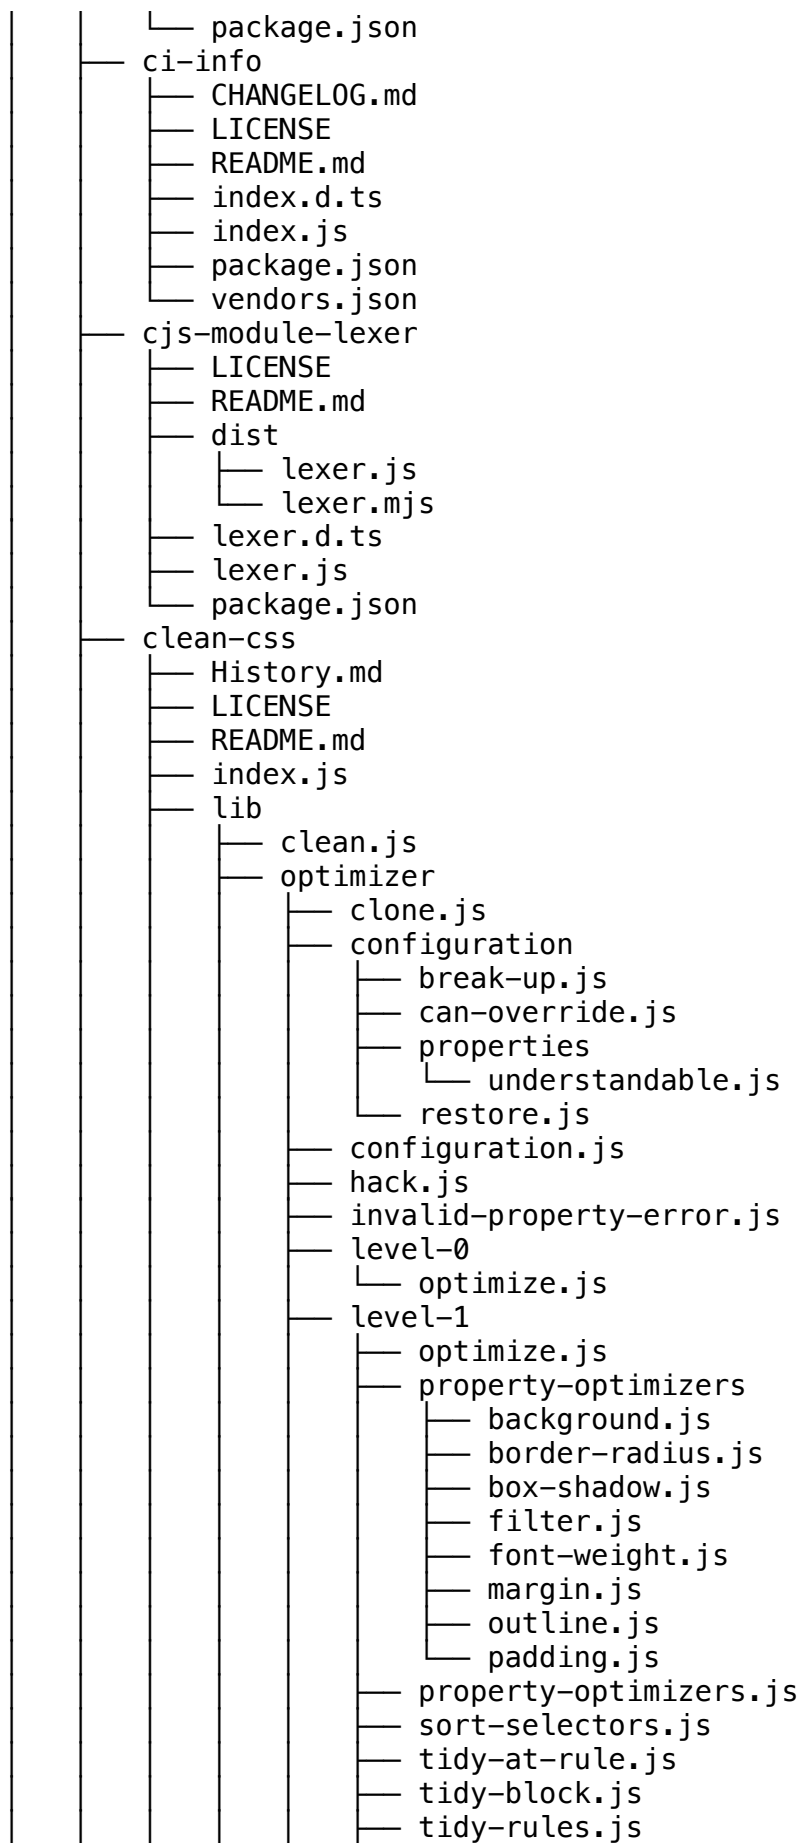 │   │   │   └── package.json
│   │   ├── ci-info
│   │   │   ├── CHANGELOG.md
│   │   │   ├── LICENSE
│   │   │   ├── README.md
│   │   │   ├── index.d.ts
│   │   │   ├── index.js
│   │   │   ├── package.json
│   │   │   └── vendors.json
│   │   ├── cjs-module-lexer
│   │   │   ├── LICENSE
│   │   │   ├── README.md
│   │   │   ├── dist
│   │   │   │   ├── lexer.js
│   │   │   │   └── lexer.mjs
│   │   │   ├── lexer.d.ts
│   │   │   ├── lexer.js
│   │   │   └── package.json
│   │   ├── clean-css
│   │   │   ├── History.md
│   │   │   ├── LICENSE
│   │   │   ├── README.md
│   │   │   ├── index.js
│   │   │   ├── lib
│   │   │   │   ├── clean.js
│   │   │   │   ├── optimizer
│   │   │   │   │   ├── clone.js
│   │   │   │   │   ├── configuration
│   │   │   │   │   │   ├── break-up.js
│   │   │   │   │   │   ├── can-override.js
│   │   │   │   │   │   ├── properties
│   │   │   │   │   │   │   └── understandable.js
│   │   │   │   │   │   └── restore.js
│   │   │   │   │   ├── configuration.js
│   │   │   │   │   ├── hack.js
│   │   │   │   │   ├── invalid-property-error.js
│   │   │   │   │   ├── level-0
│   │   │   │   │   │   └── optimize.js
│   │   │   │   │   ├── level-1
│   │   │   │   │   │   ├── optimize.js
│   │   │   │   │   │   ├── property-optimizers
│   │   │   │   │   │   │   ├── background.js
│   │   │   │   │   │   │   ├── border-radius.js
│   │   │   │   │   │   │   ├── box-shadow.js
│   │   │   │   │   │   │   ├── filter.js
│   │   │   │   │   │   │   ├── font-weight.js
│   │   │   │   │   │   │   ├── margin.js
│   │   │   │   │   │   │   ├── outline.js
│   │   │   │   │   │   │   └── padding.js
│   │   │   │   │   │   ├── property-optimizers.js
│   │   │   │   │   │   ├── sort-selectors.js
│   │   │   │   │   │   ├── tidy-at-rule.js
│   │   │   │   │   │   ├── tidy-block.js
│   │   │   │   │   │   ├── tidy-rules.js